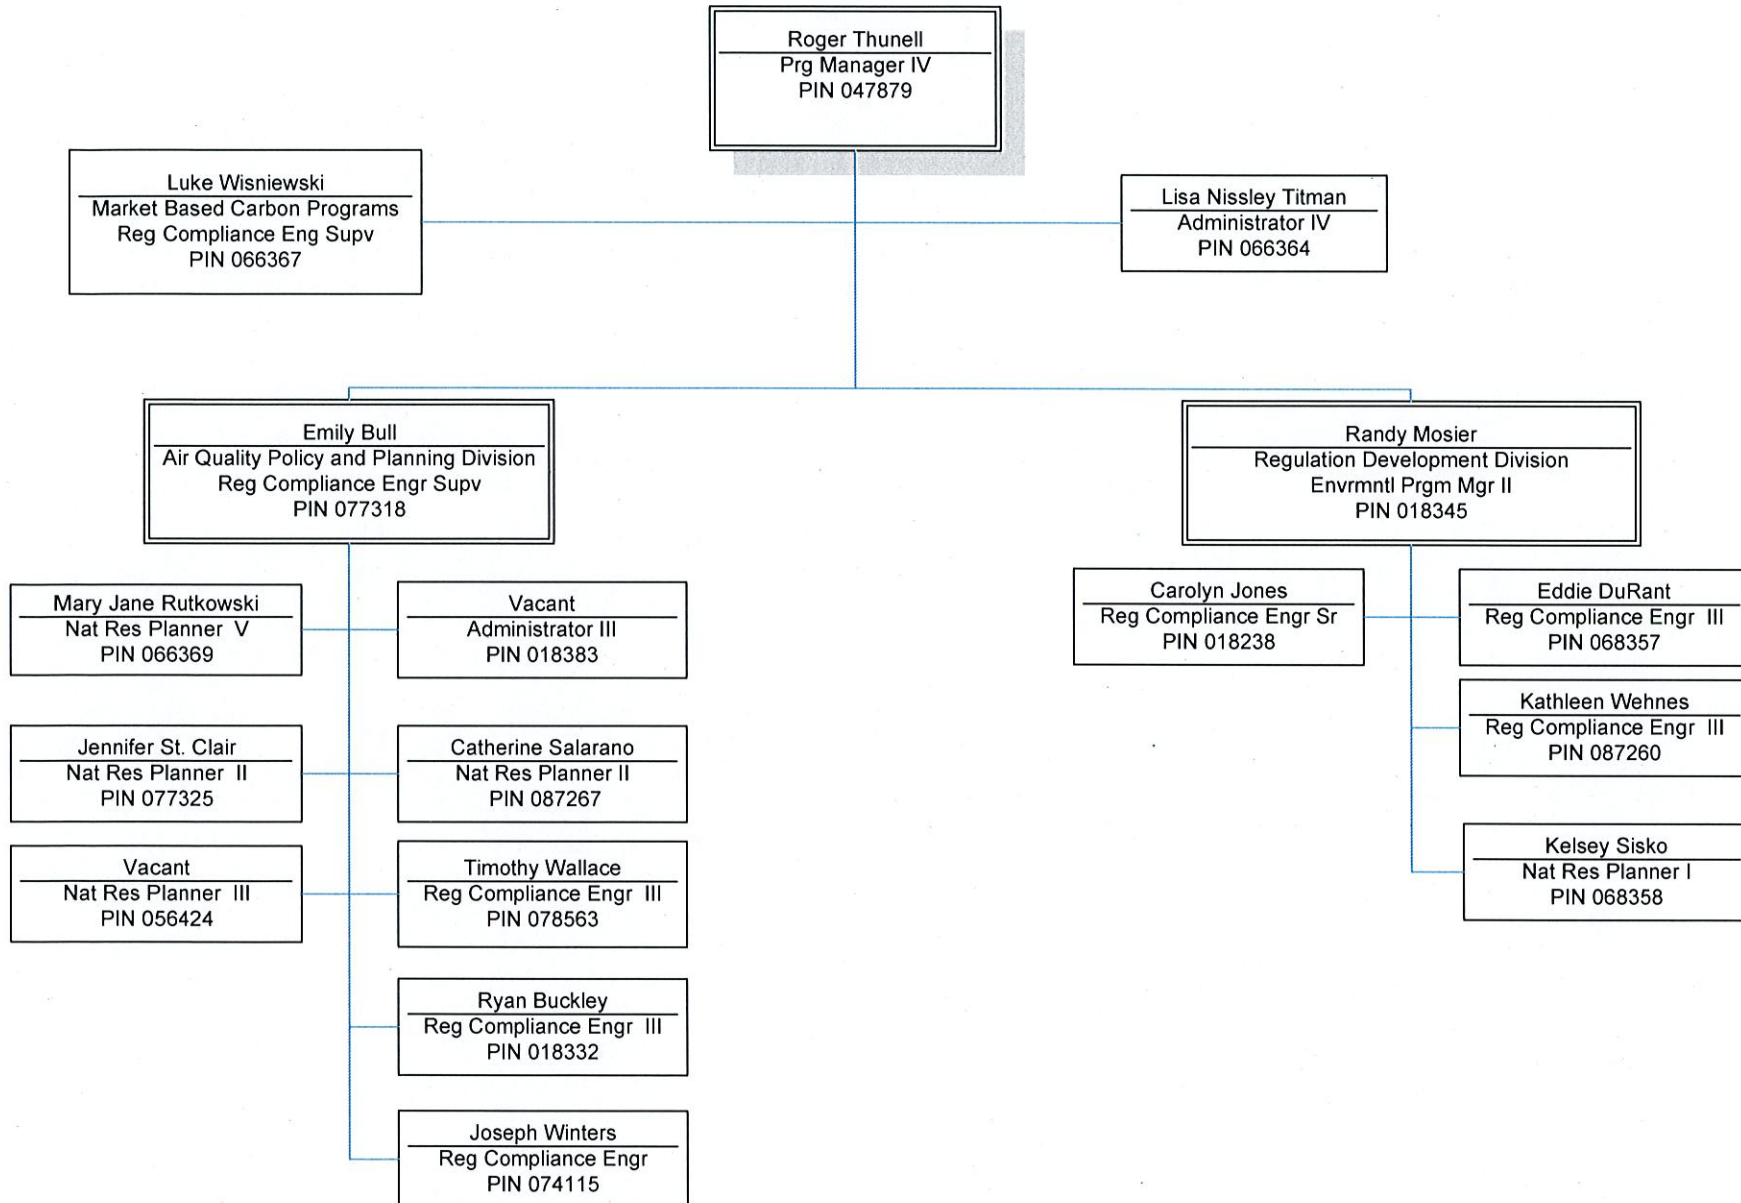 Roger Thunell
Prg Manager IV
PIN 047879
Luke Wisniewski
Market Based Carbon Programs
Reg Compliance Eng Supv
PIN 066367
Lisa Nissley Titman
Administrator IV
PIN 066364
Emily Bull
Air Quality Policy and Planning Division
Reg Compliance Engr Supv
PIN 077318
Randy Mosier
Regulation Development Division
Envrmntl Prgm Mgr II
PIN 018345
Mary Jane Rutkowski
Nat Res Planner V
PIN 066369
Vacant
Administrator III
PIN 018383
Jennifer St. Clair
Nat Res Planner II
PIN 077325
Catherine Salarano
Nat Res Planner II
PIN 087267
Vacant
Nat Res Planner III
PIN 056424
Timothy Wallace
Reg Compliance Engr III
PIN 078563
Ryan Buckley
Reg Compliance Engr III
PIN 018332
Joseph Winters
Reg Compliance Engr
PIN 074115
Carolyn Jones
Reg Compliance Engr Sr
PIN 018238
Eddie DuRant
Reg Compliance Engr III
PIN 068357
Kathleen Wehnes
Reg Compliance Engr III
PIN 087260
Kelsey Sisko
Nat Res Planner I
PIN 068358